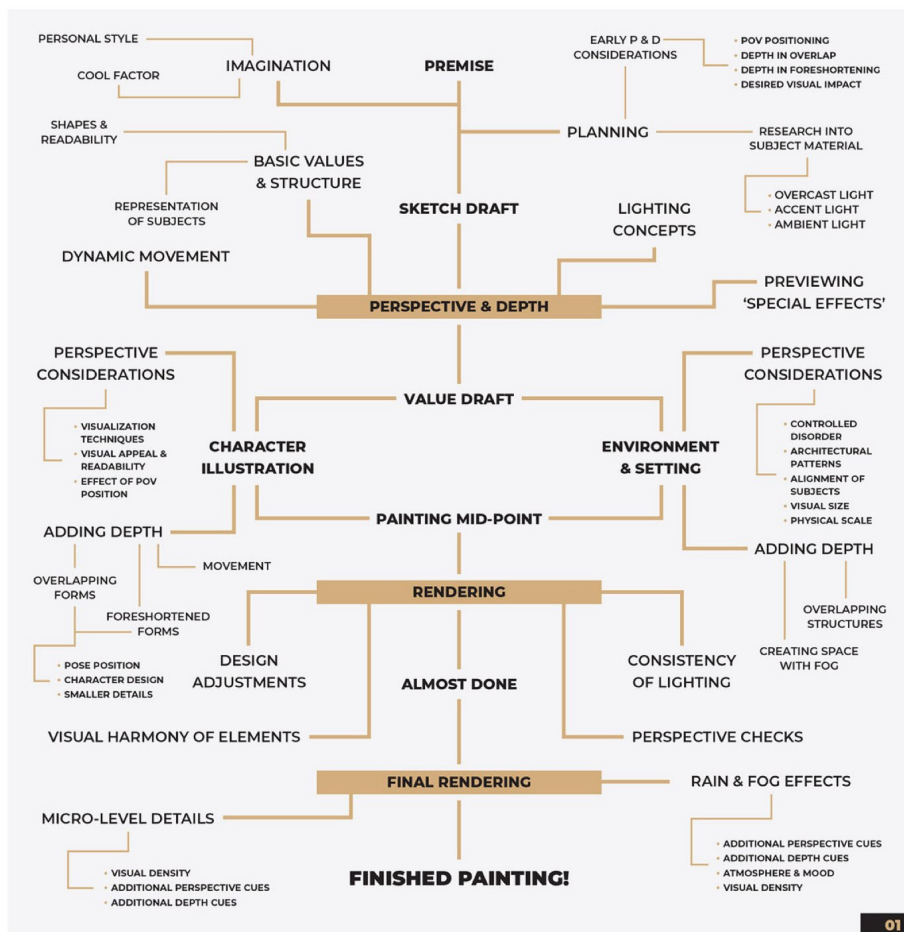 PERSONAL STYLE
IMAGINATION
COOL FACTOR
PREMISE
EARLY P & D
CONSIDERATIONS
• POV POSITIONING
• DEPTH IN OVERLAP
• DEPTH IN FORESHORTENING
• DESIRED VISUAL IMPACT
SHAPES &
READABILITY
BASIC VALUES
& STRUCTURE
REPRESENTATION
OF SUBJECTS
PLANNING
RESEARCH INTO
SUBJECT MATERIAL
• OVERCAST LIGHT
• ACCENT LIGHT
• AMBIENT LIGHT
SKETCH DRAFT
LIGHTING
CONCEPTS
DYNAMIC MOVEMENT
PERSPECTIVE & DEPTH
PREVIEWING
‘SPECIAL EFFECTS’
PERSPECTIVE
CONSIDERATIONS
• VISUALIZATION
TECHNIQUES
• VISUAL APPEAL &
READABILITY
• EFFECT OF POV
POSITION
VALUE DRAFT
CHARACTER
ILLUSTRATION
ENVIRONMENT
& SETTING
PERSPECTIVE
CONSIDERATIONS
• CONTROLLED
DISORDER
• ARCHITECTURAL
PATTERNS
• ALIGNMENT OF
SUBJECTS
• VISUAL SIZE
• PHYSICAL SCALE
PAINTING MID-POINT
ADDING DEPTH
OVERLAPPING
FORMS
MOVEMENT
FORESHORTENED
FORMS
• POSE POSITION
• CHARACTER DESIGN
• SMALLER DETAILS
ADDING DEPTH
OVERLAPPING
STRUCTURES
CREATING SPACE
WITH FOG
RENDERING
DESIGN
ADJUSTMENTS
CONSISTENCY
OF LIGHTING
ALMOST DONE
VISUAL HARMONY OF ELEMENTS
PERSPECTIVE CHECKS
FINAL RENDERING
RAIN & FOG EFFECTS
MICRO-LEVEL DETAILS
• VISUAL DENSITY
• ADDITIONAL PERSPECTIVE CUES
• ADDITIONAL DEPTH CUES
FINISHED PAINTING!
• ADDITIONAL PERSPECTIVE CUES
• ADDITIONAL DEPTH CUES
• ATMOSPHERE & MOOD
• VISUAL DENSITY
01